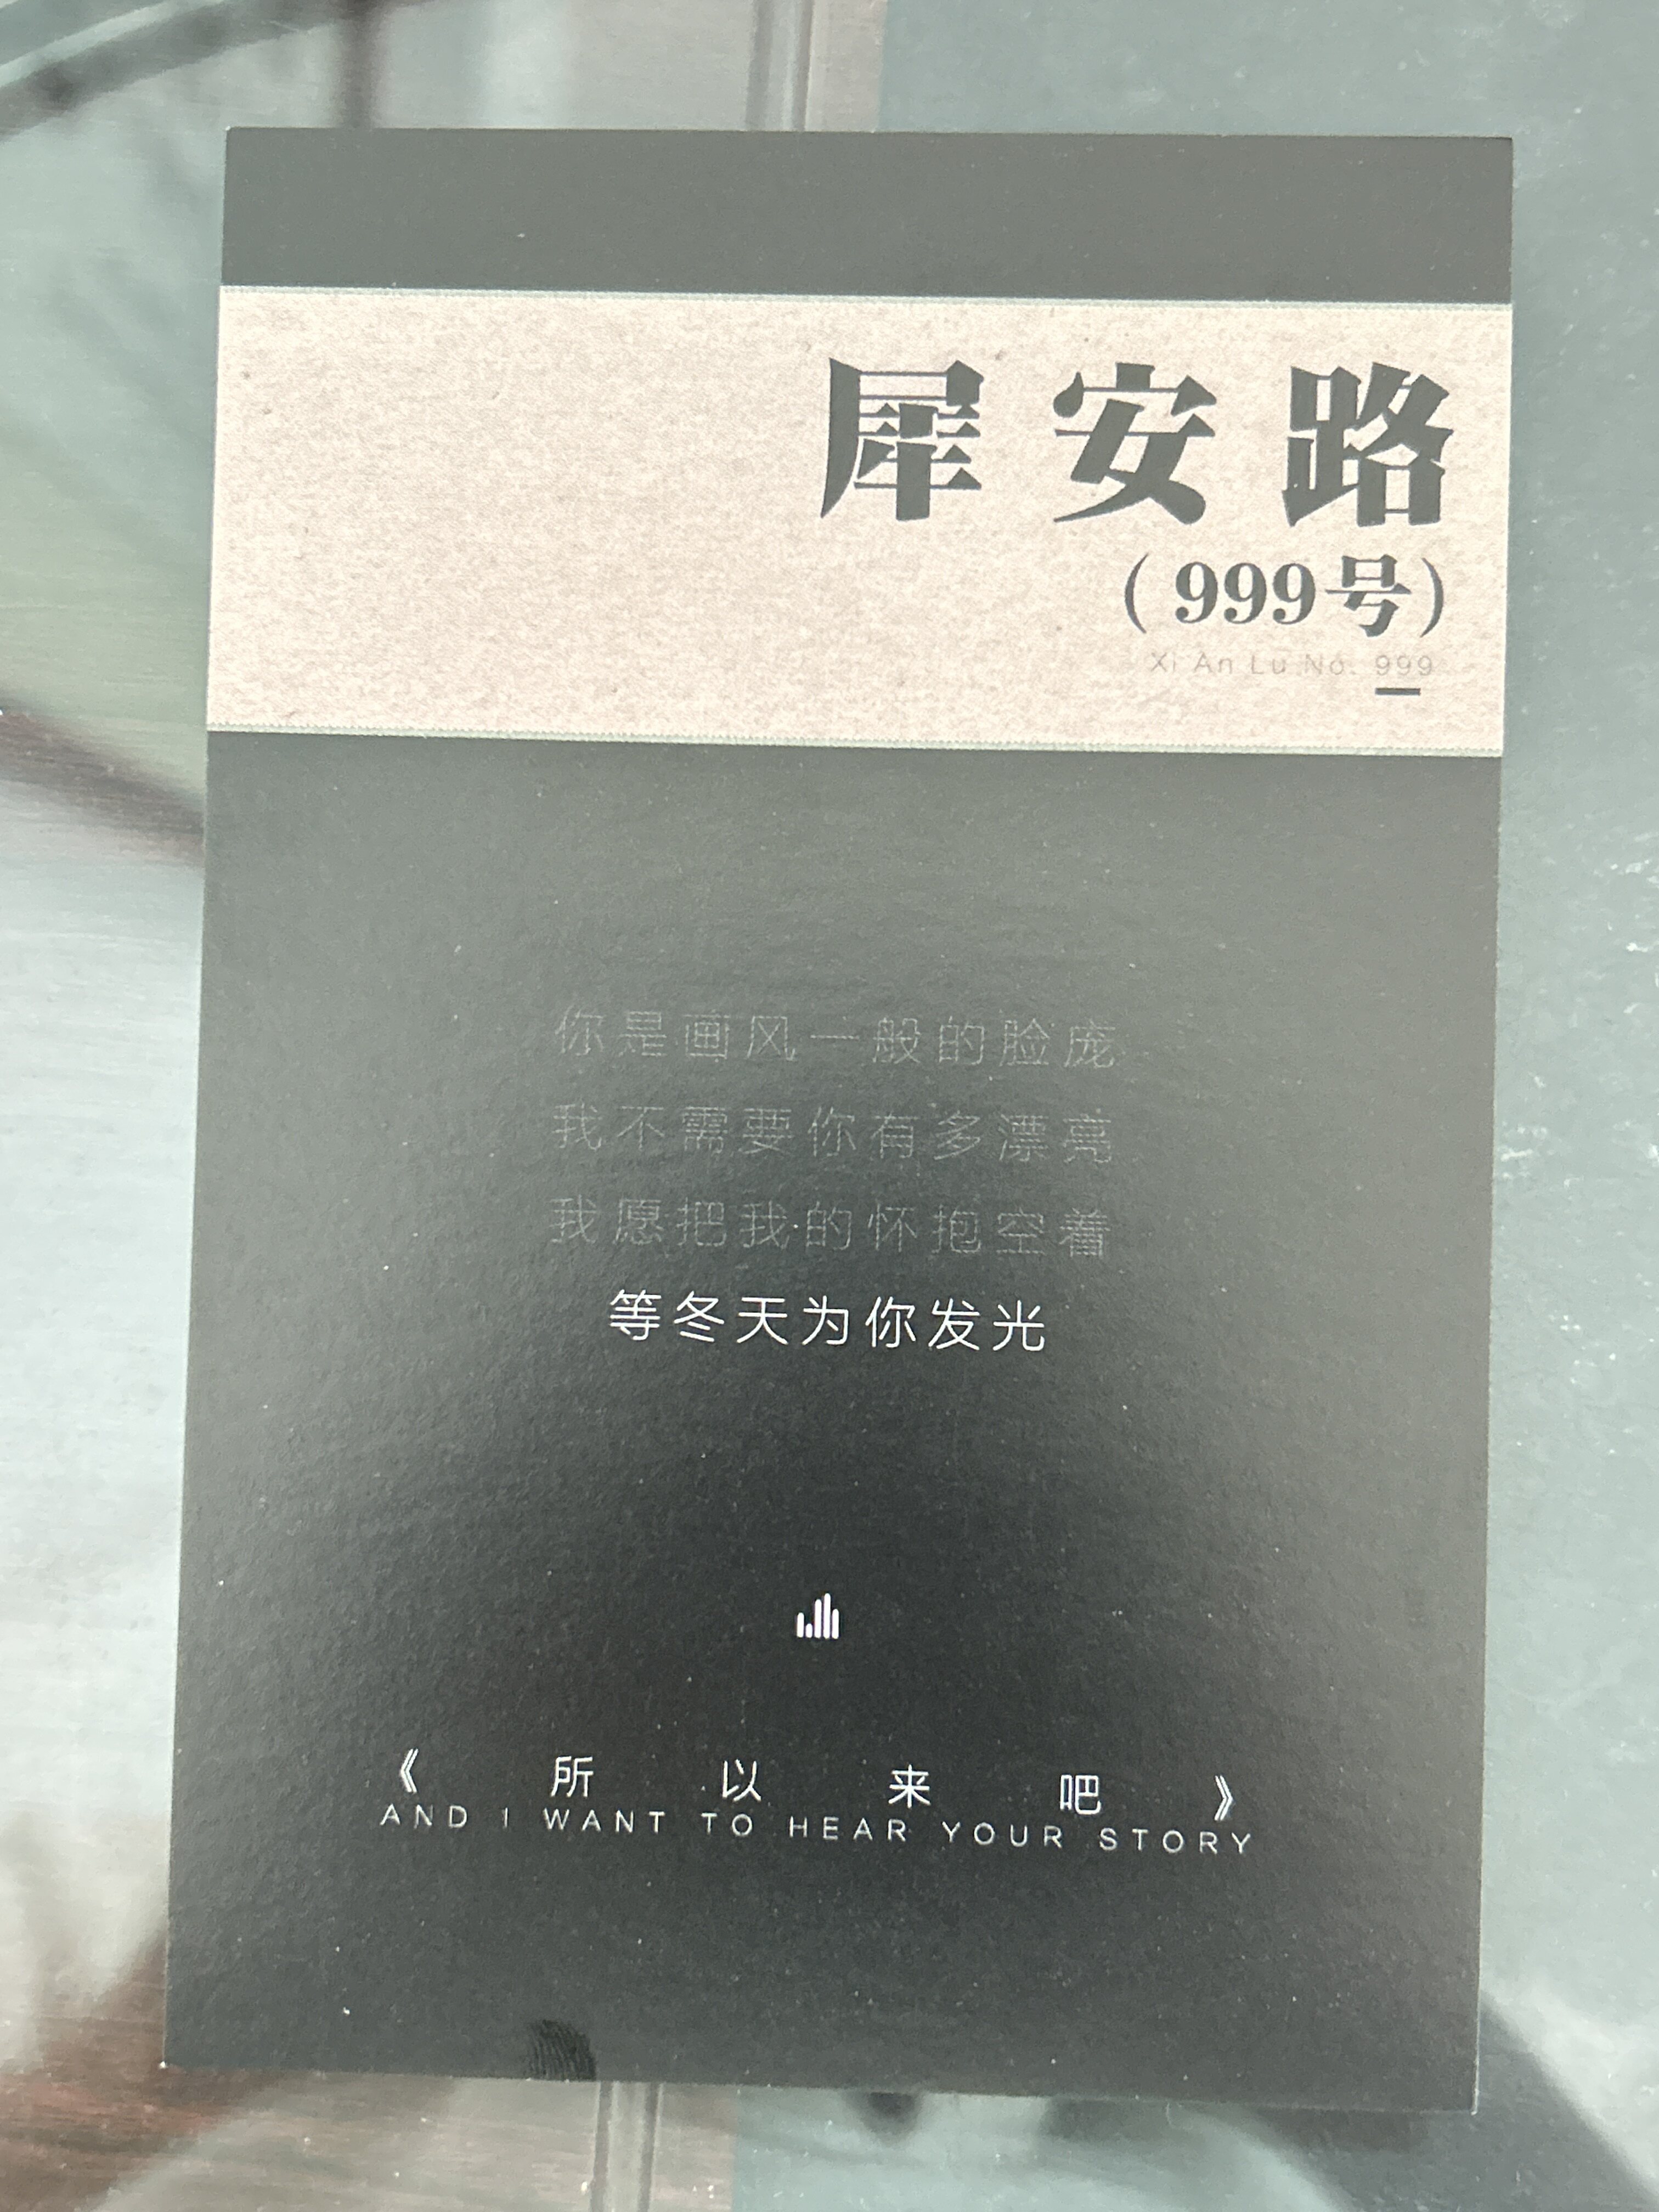 犀安路
(999号)
Xi An Lu No. 999
你是画风一般的脸庞
我不需要你有多漂亮
我愿把我的怀抱空着
等冬天为你发光
《所以来吧》
AND I WANT TO HEAR YOUR STORY